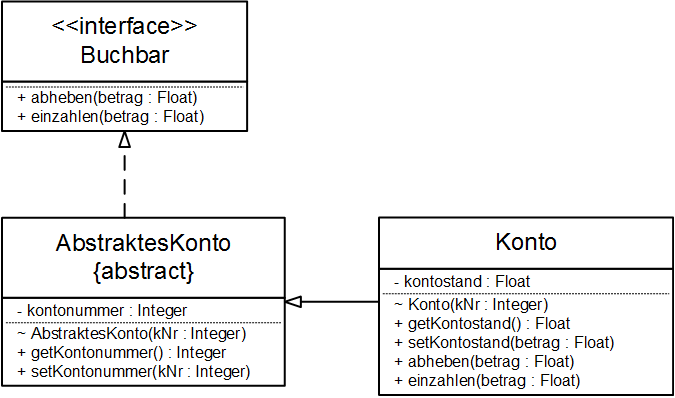 <<interface>>
Buchbar
+ abheben(betrag : Float)
+ einzahlen(betrag : Float)
AbstraktesKonto
{abstract}
- kontonummer : Integer
~ AbstraktesKonto(kNr : Integer)
+ getKontonummer() : Integer
+ setKontonummer(kNr : Integer)
Konto
- kontostand : Float
~ Konto(kNr : Integer)
+ getKontostand() : Float
+ setKontostand(betrag : Float)
+ abheben(betrag : Float)
+ einzahlen(betrag : Float)